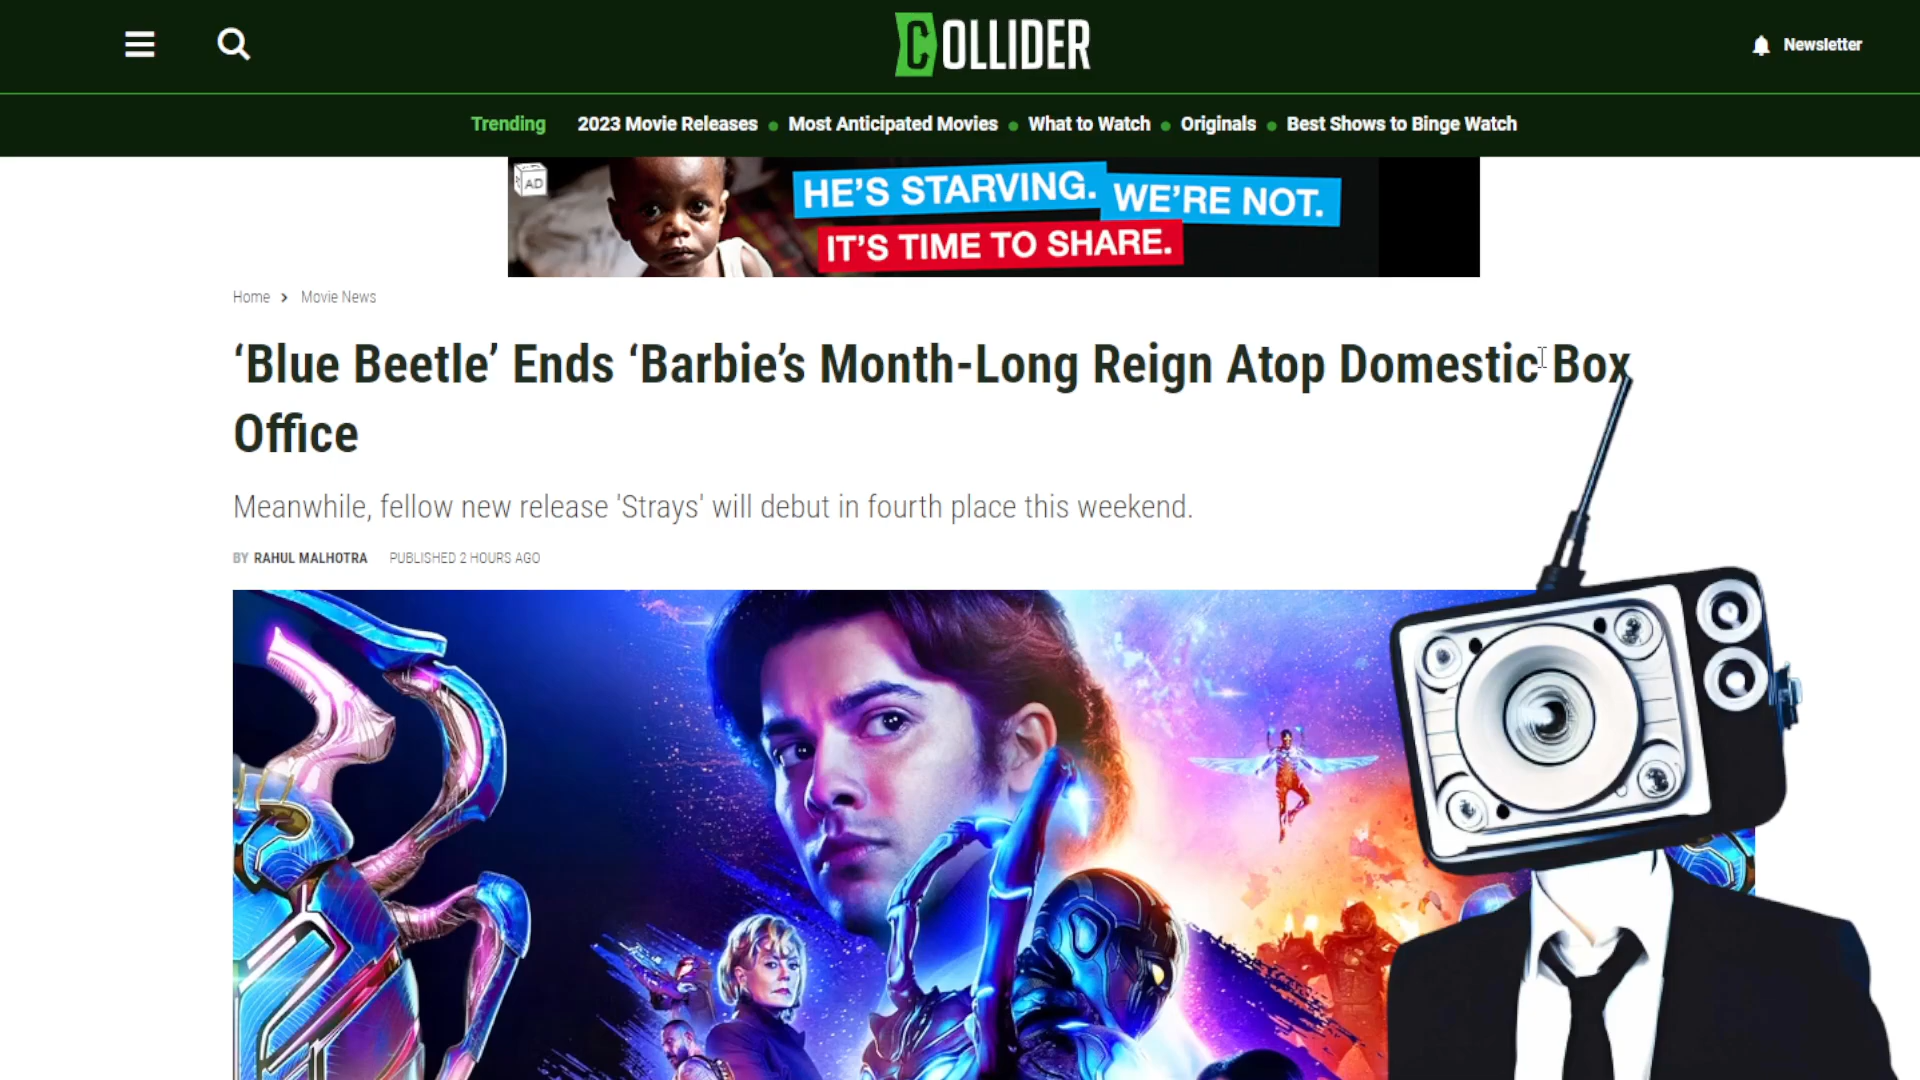 COLLIDER
Newsletter
Trending 2023 Movie Releases Most Anticipated Movies What to Watch Originals Best Shows to Binge Watch
AD
HE'S STARVING. WE'RE NOT.
IT'S TIME TO SHARE.
Home Movie News
‘Blue Beetle’ Ends ‘Barbie’s Month-Long Reign Atop Domestic Box
Office
Meanwhile, fellow new release 'Strays' will debut in fourth place this weekend.
BY RAHUL MALHOTRA PUBLISHED 2 HOURS AGO